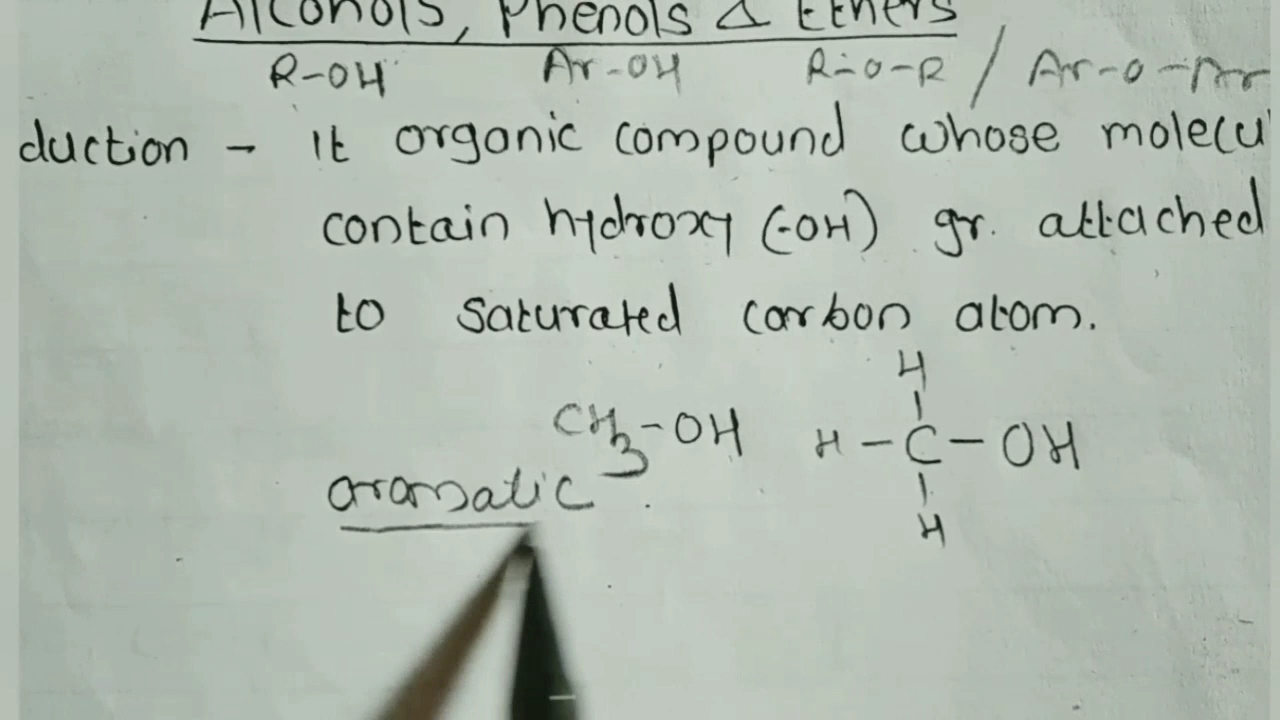 Alcohols, Phenols & Ethers
R-OH Ar-OH R-O-R / Ar-O-Ar
duction - It organic compound whose molecu
contain hydroxy (-OH) gr. attached
to saturated carbon atom.
H
CH3-OH H-C-OH
aromatic
H